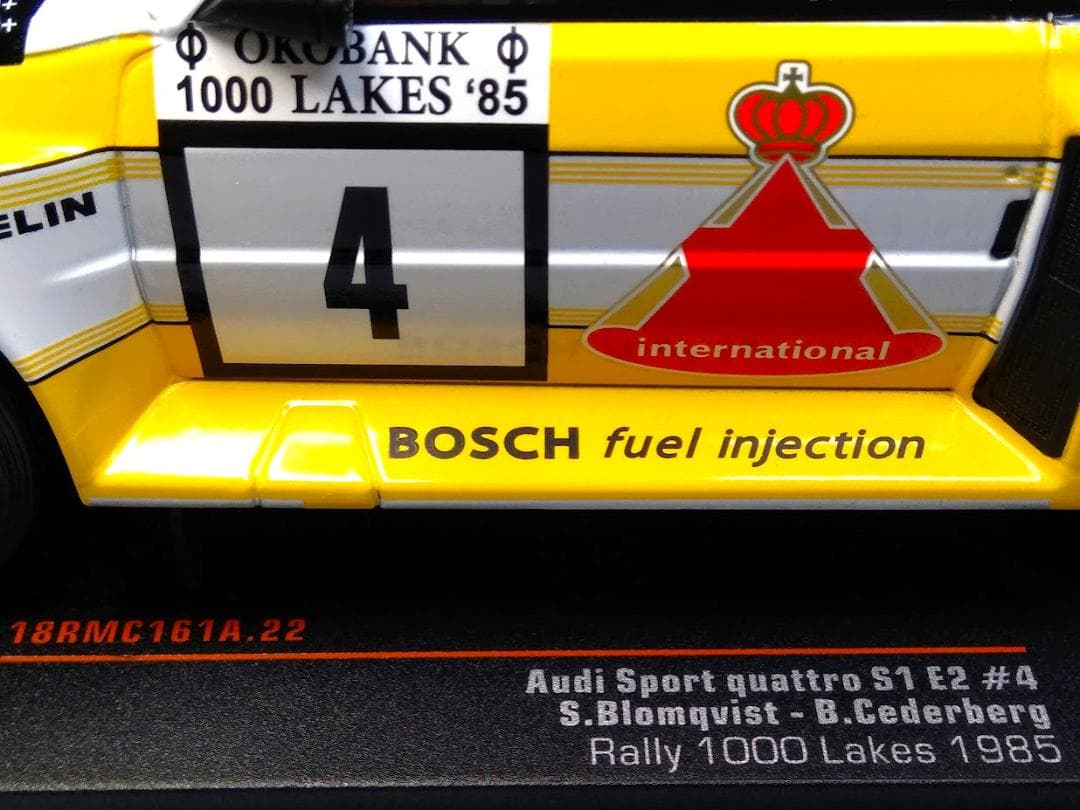 OKOBANK
1000 LAKES ‘85
ELIN
4
international
BOSCH fuel injection
18RMC161A.22
Audi Sport quattro S1 E2 #4
S.Blomqvist - B.Cederberg
Rally 1000 Lakes 1985